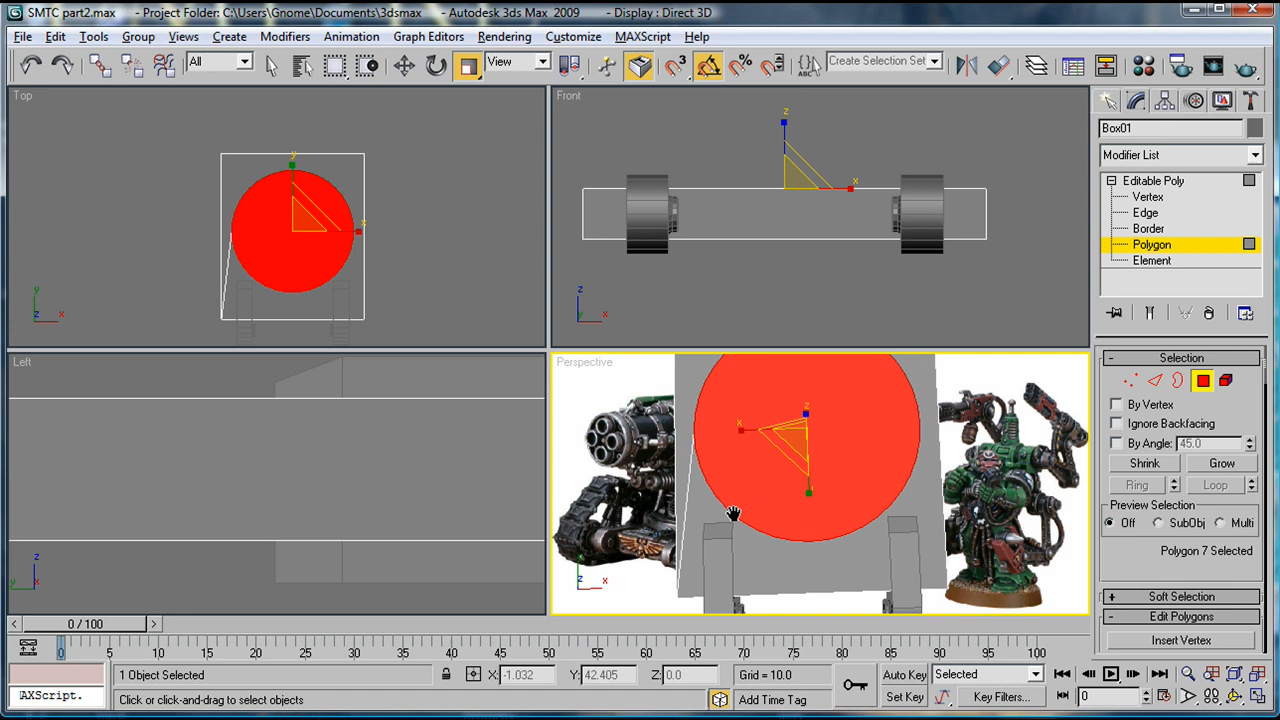 SMTC part2.max - Project Folder: C:\Users\Gnome\Documents\3dsmax - Autodesk 3ds Max 2009 - Display : Direct 3D
File Edit Tools Group Views Create Modifiers Animation Graph Editors Rendering Customize MAXScript Help
All View 3 % ABC Create Selection Set
Top
y
x
y
z x
Front
z
x
z
y x
Box01
Modifier List
Editable Poly
Vertex
Edge
Border
Polygon
Element
Left
z
y x
Perspective
z
x
z
x
Selection
By Vertex
Ignore Backfacing
By Angle: 45.0
Shrink Grow
Ring Loop
Preview Selection
Off SubObj Multi
Polygon 7 Selected
Soft Selection
Edit Polygons
Insert Vertex
0 / 100
0 5 10 15 20 25 30 35 40 45 50 55 60 65 70 75 80 85 90 95 100
1 Object Selected X: -1.032 Y: 42.405 Z: 0.0 Grid = 10.0 Auto Key Selected
AXScript. Click or click-and-drag to select objects Add Time Tag Set Key Key Filters... 0